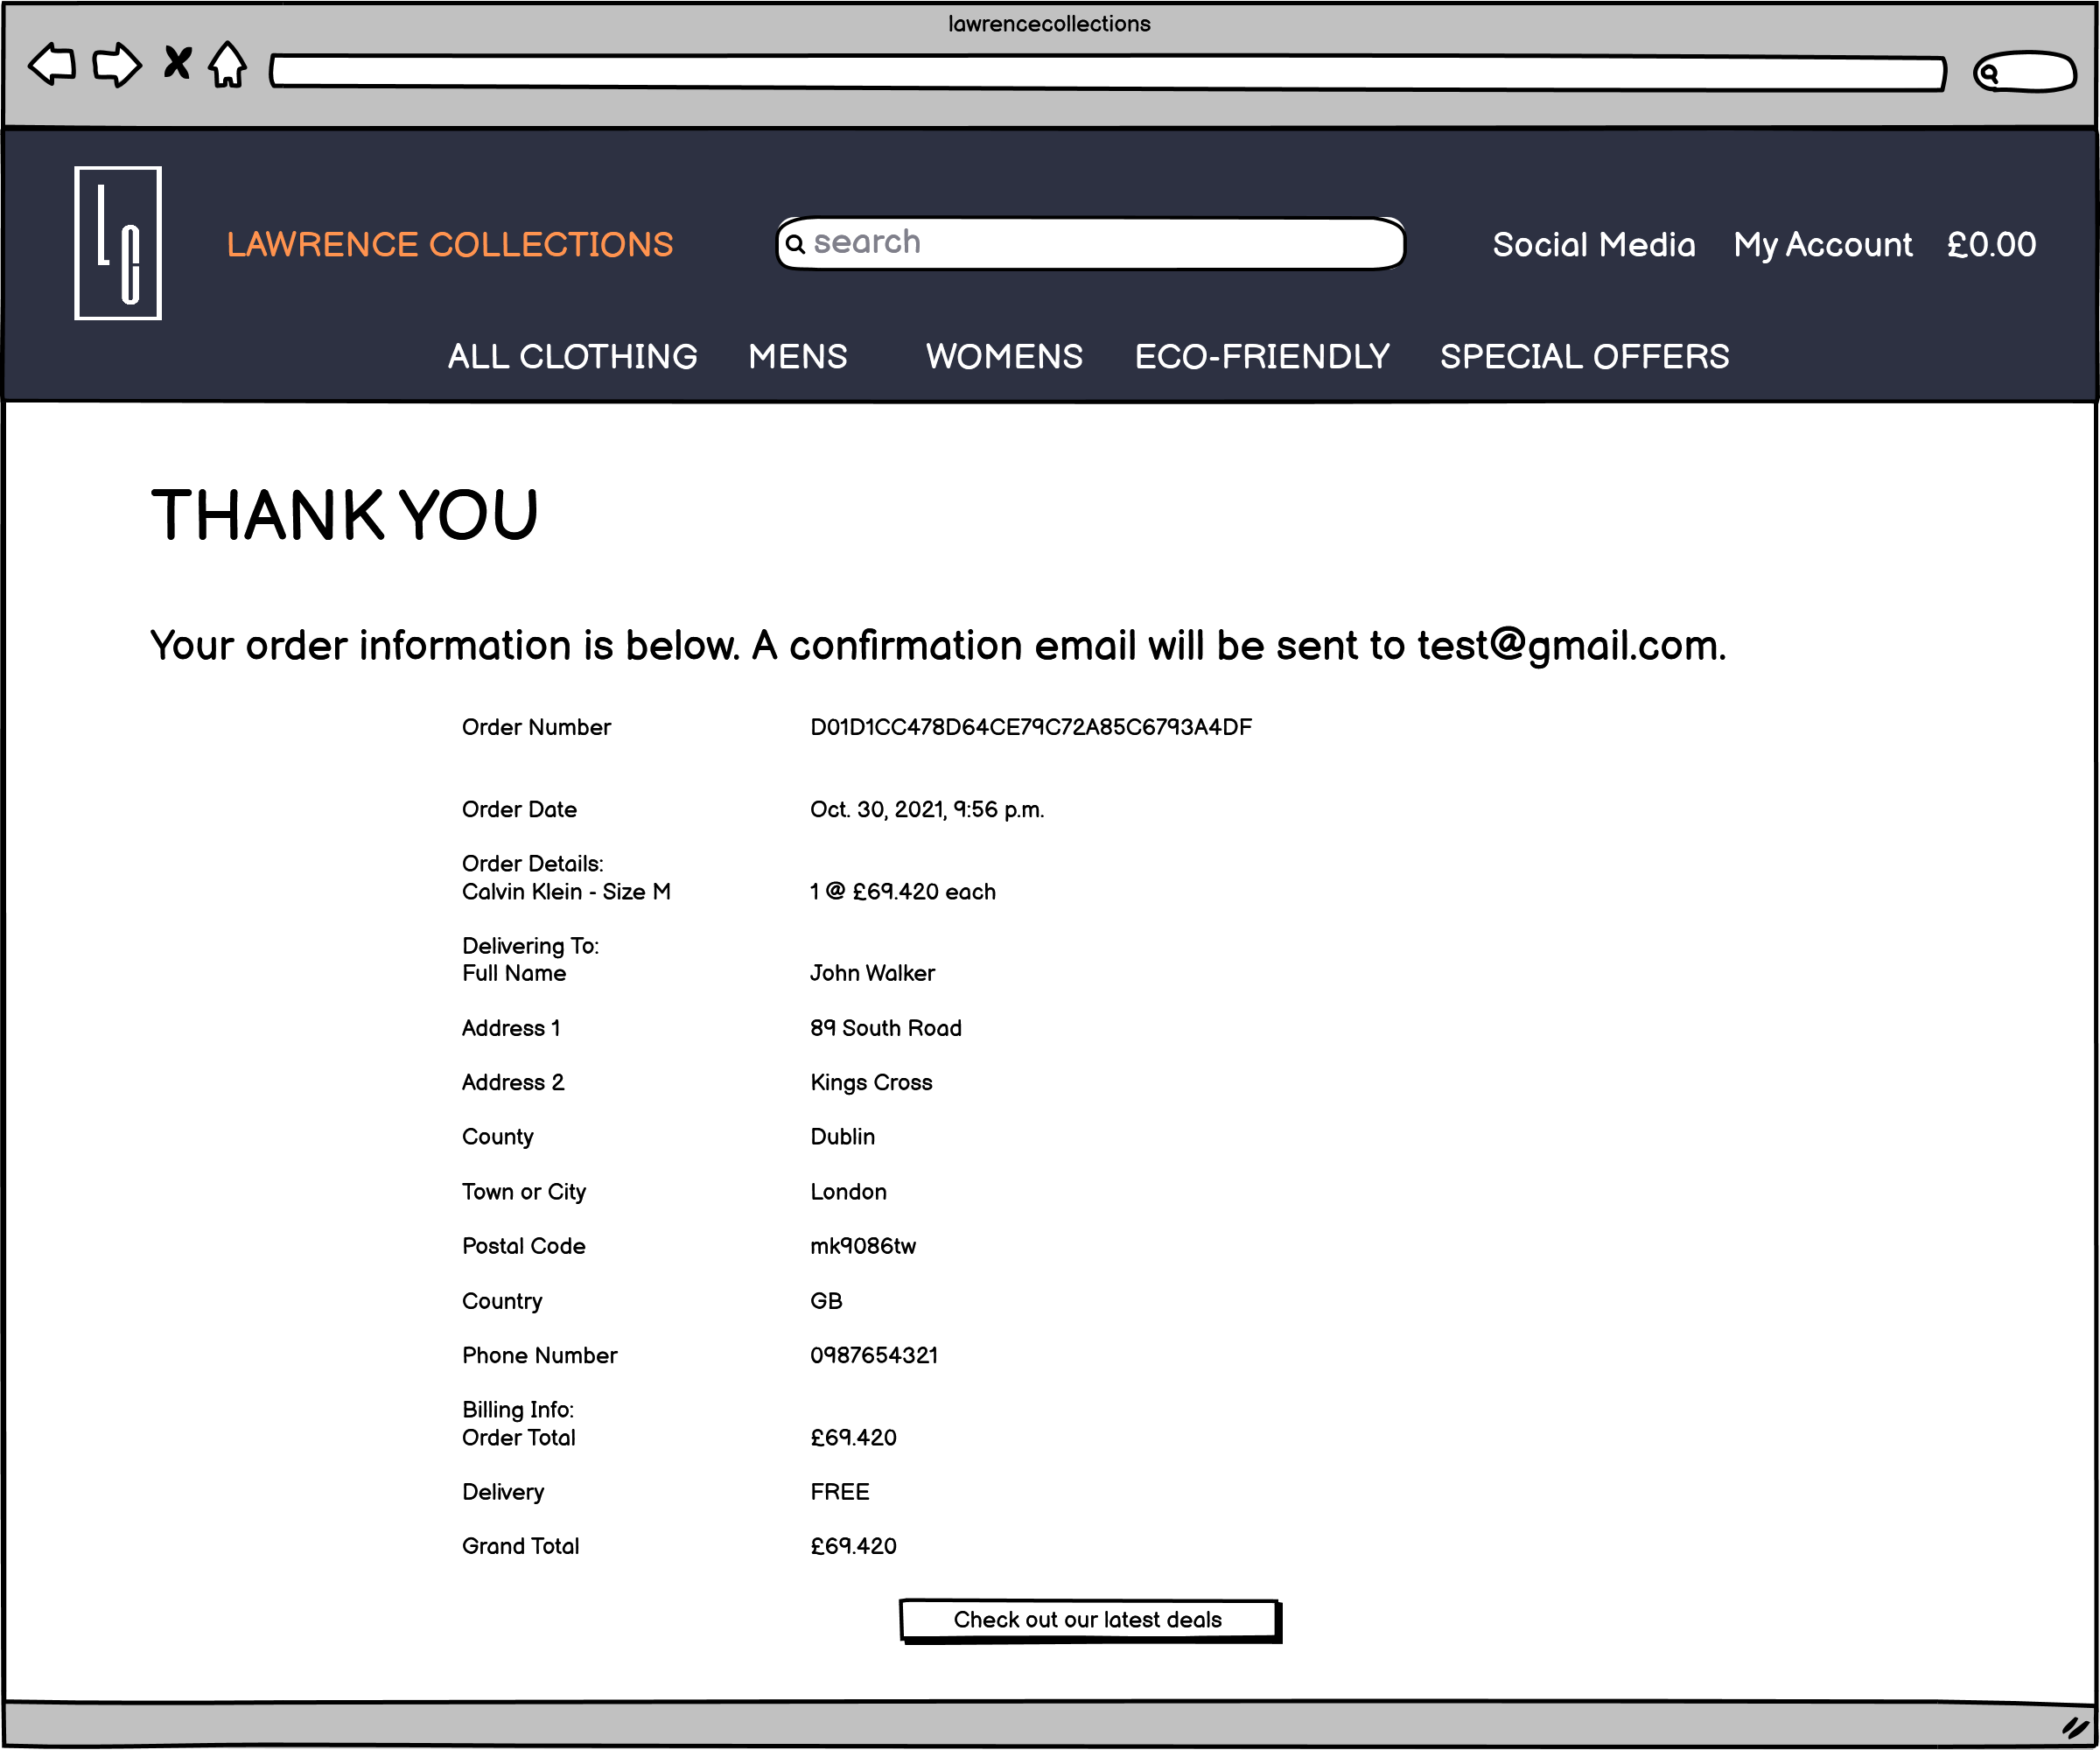 lawrencecollections
LC
LAWRENCE COLLECTIONS
search
Social Media
My Account
£0.00
ALL CLOTHING
MENS
WOMENS
ECO-FRIENDLY
SPECIAL OFFERS
THANK YOU
Your order information is below. A confirmation email will be sent to test@gmail.com.
Order Number D01D1CC478D64CE79C72A85C6793A4DF
Order Date Oct. 30, 2021, 9:56 p.m.
Order Details:
Calvin Klein - Size M 1 @ £69.420 each
Delivering To:
Full Name John Walker
Address 1 89 South Road
Address 2 Kings Cross
County Dublin
Town or City London
Postal Code mk9086tw
Country GB
Phone Number 0987654321
Billing Info:
Order Total £69.420
Delivery FREE
Grand Total £69.420
Check out our latest deals